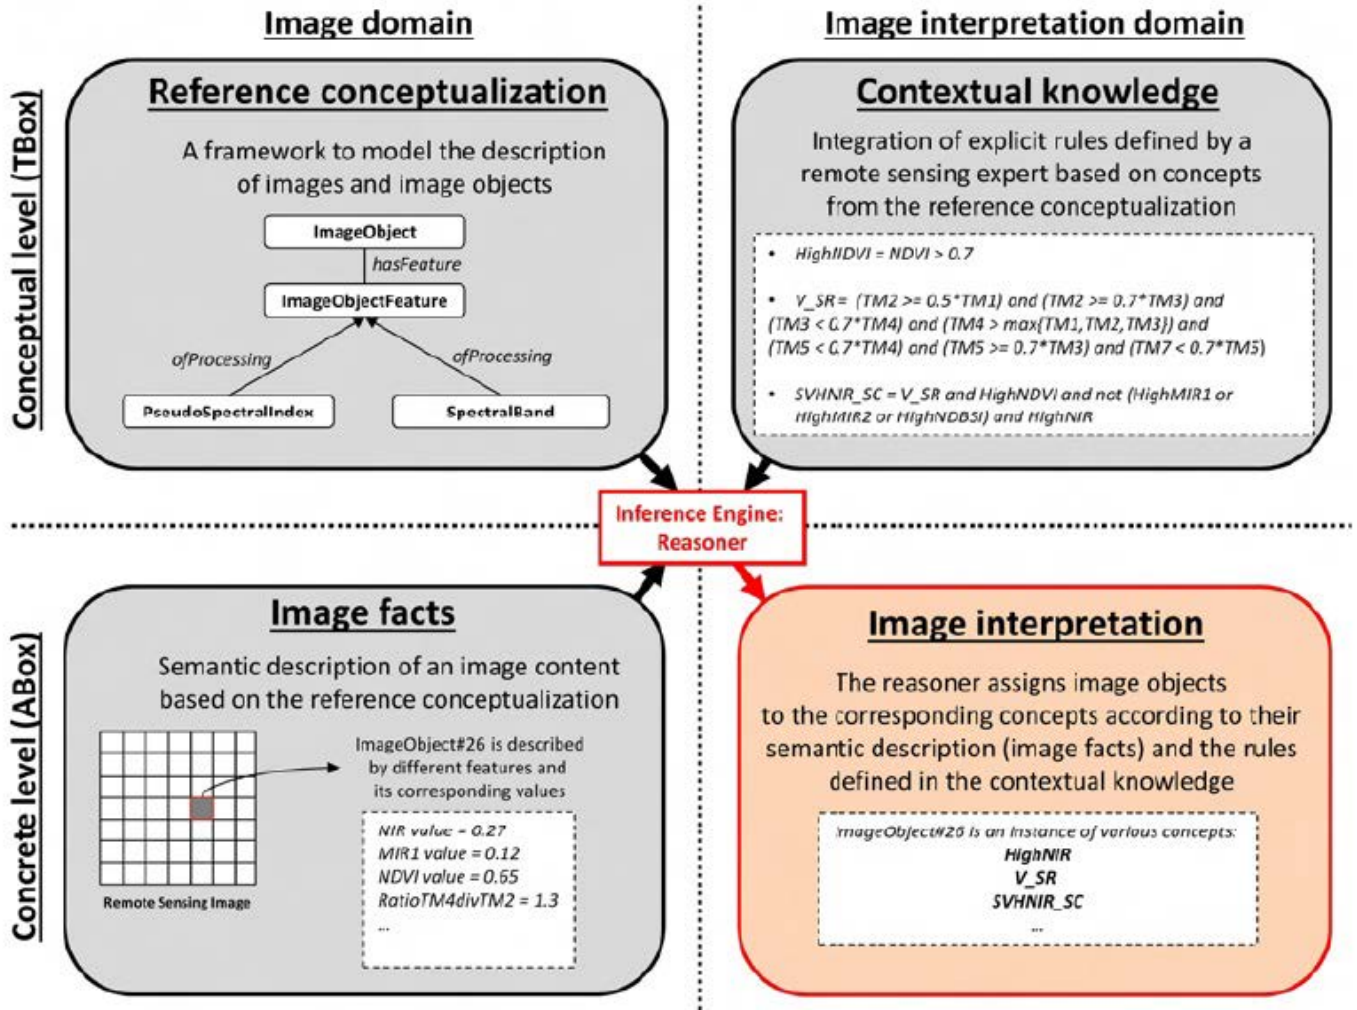 Image domain
Image interpretation domain
Conceptual level (TBox)
Reference conceptualization
A framework to model the description
of images and image objects
ImageObject
hasFeature
ImageObjectFeature
ofProcessing
ofProcessing
PseudoSpectralIndex
SpectralBand
Contextual knowledge
Integration of explicit rules defined by a
remote sensing expert based on concepts
from the reference conceptualization
• HighNDVI = NDVI > 0.7
• V_SR = (TM2 >= 0.5*TM1) and (TM2 >= 0.7*TM3) and
(TM3 < 0.7*TM4) and (TM4 > max{TM1,TM2,TM3}) and
(TM5 < 0.7*TM4) and (TM5 >= 0.7*TM3) and (TM7 < 0.7*TM5)
• SVHNIR_SC = V_SR and HighNDVI and not (HighMIR1 or
HighMIR2 or HighNDBSI) and HighNIR
Inference Engine:
Reasoner
Concrete level (ABox)
Image facts
Semantic description of an image content
based on the reference conceptualization
Remote Sensing Image
ImageObject#26 is described
by different features and
its corresponding values
NIR value = 0.27
MIR1 value = 0.12
NDVI value = 0.65
RatioTM4divTM2 = 1.3
...
Image interpretation
The reasoner assigns image objects
to the corresponding concepts according to their
semantic description (image facts) and the rules
defined in the contextual knowledge
ImageObject#26 is an instance of various concepts:
HighNIR
V_SR
SVHNIR_SC
...